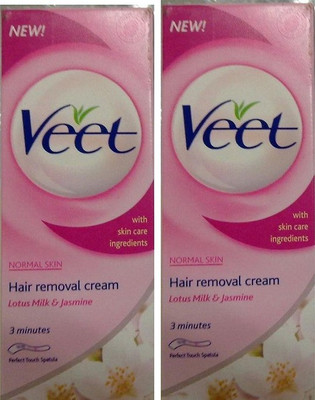 NEW!
Veet
with
skin care
ingredients
NORMAL SKIN
Hair removal cream
Lotus Milk & Jasmine
3 minutes
Perfect Touch Spatula
NEW!
Veet
with
skin care
ingredients
NORMAL SKIN
Hair removal cream
Lotus Milk & Jasmine
3 minutes
Perfect Touch Spatula